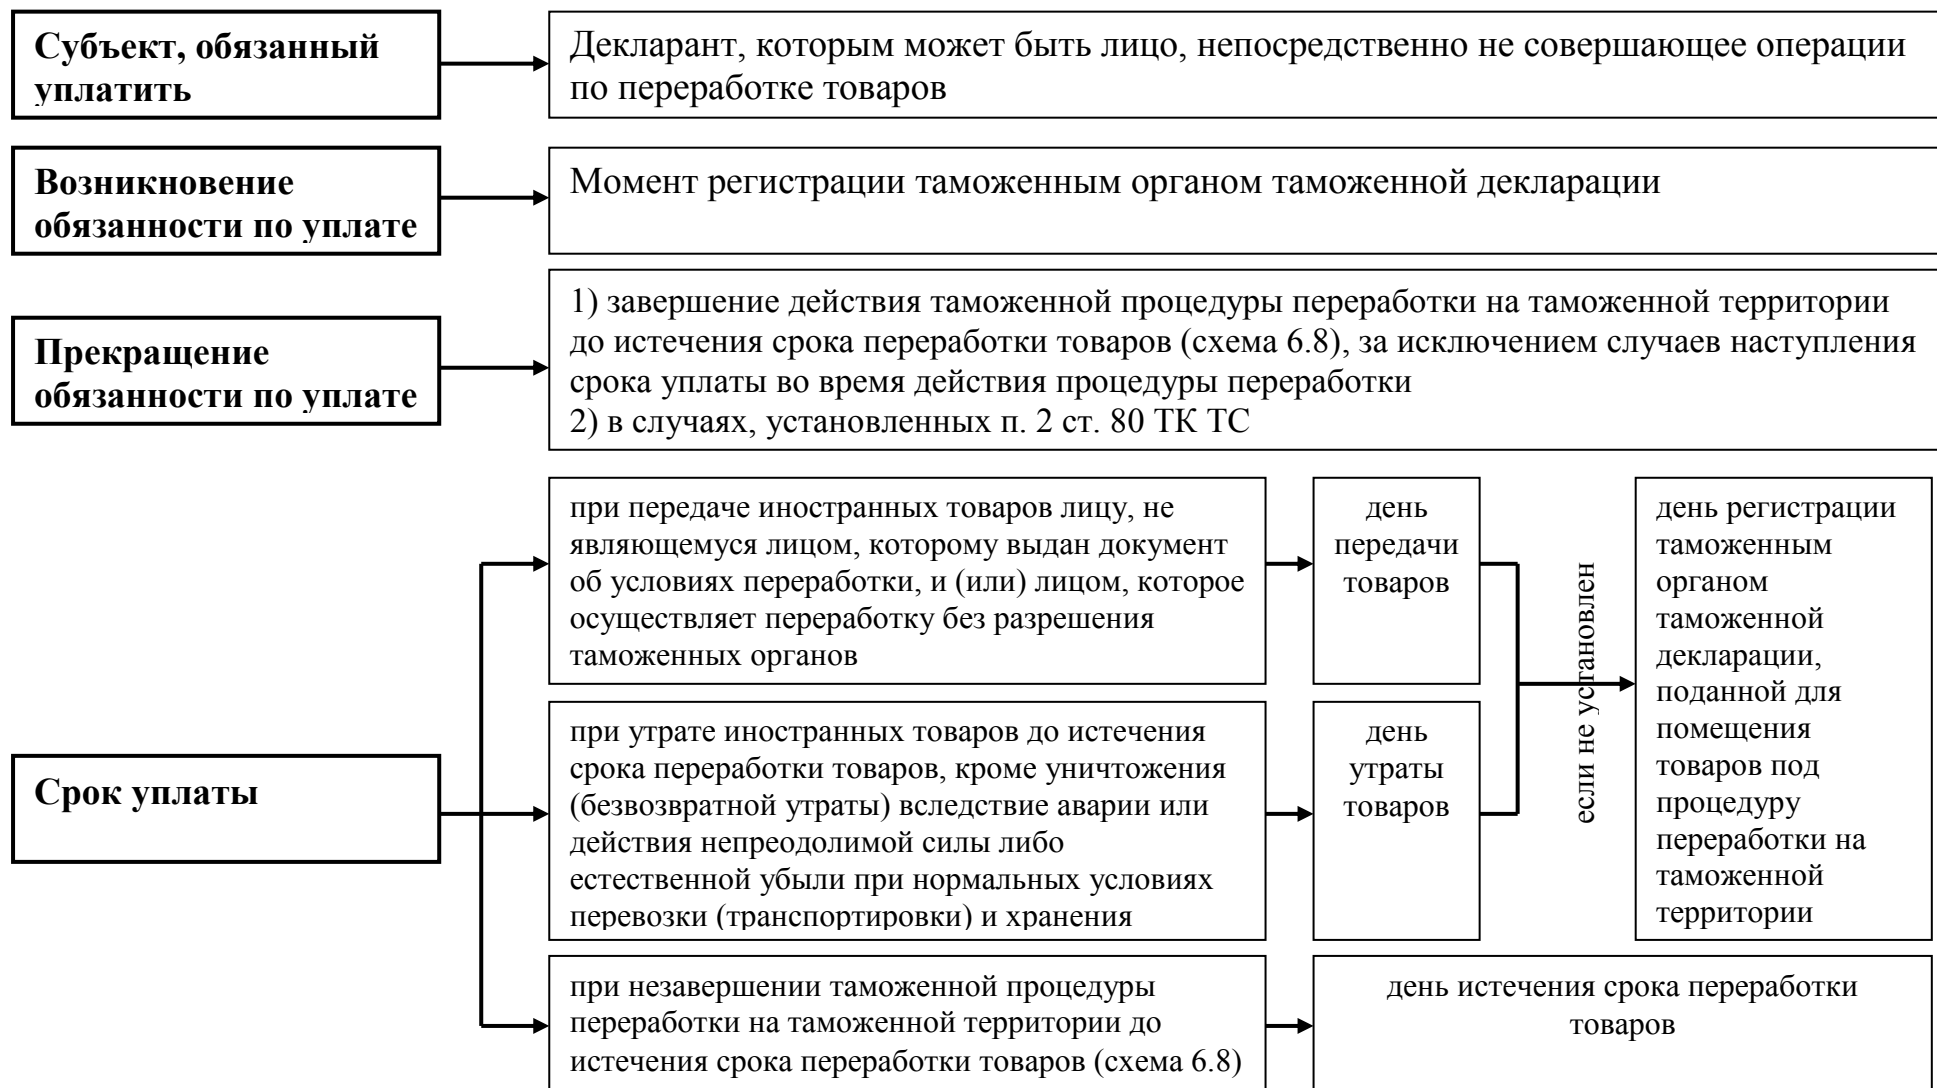 Субъект, обязанный
уплатить
Декларант, которым может быть лицо, непосредственно не совершающее операции
по переработке товаров
Возникновение
обязанности по уплате
Момент регистрации таможенным органом таможенной декларации
Прекращение
обязанности по уплате
1) завершение действия таможенной процедуры переработки на таможенной территории
до истечения срока переработки товаров (схема 6.8), за исключением случаев наступления
срока уплаты во время действия процедуры переработки
2) в случаях, установленных п. 2 ст. 80 ТК ТС
Срок уплаты
при передаче иностранных товаров лицу, не
являющемуся лицом, которому выдан документ
об условиях переработки, и (или) лицом, которое
осуществляет переработку без разрешения
таможенных органов
день
передачи
товаров
при утрате иностранных товаров до истечения
срока переработки товаров, кроме уничтожения
(безвозвратной утраты) вследствие аварии или
действия непреодолимой силы либо
естественной убыли при нормальных условиях
перевозки (транспортировки) и хранения
день
утраты
товаров
если не установлен
день регистрации
таможенным
органом
таможенной
декларации,
поданной для
помещения
товаров под
процедуру
переработки на
таможенной
территории
при незавершении таможенной процедуры
переработки на таможенной территории до
истечения срока переработки товаров (схема 6.8)
день истечения срока переработки
товаров